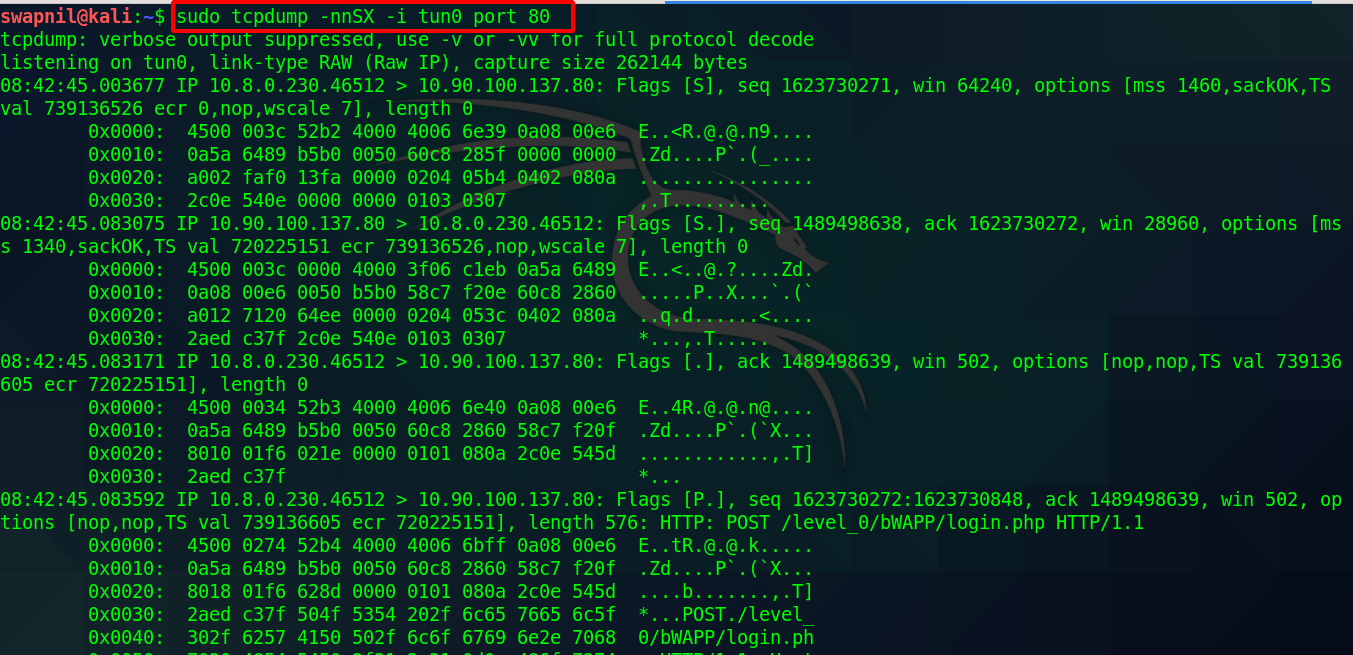 swapnil@kali:~$ sudo tcpdump -nnSX -i tun0 port 80
tcpdump: verbose output suppressed, use -v or -vv for full protocol decode
listening on tun0, link-type RAW (Raw IP), capture size 262144 bytes
08:42:45.003677 IP 10.8.0.230.46512 > 10.90.100.137.80: Flags [S], seq 1623730271, win 64240, options [mss 1460,sackOK,TS
val 739136526 ecr 0,nop,wscale 7], length 0
0x0000:  4500 003c 52b2 4000 4006 6e39 0a08 00e6  E..<R.@.@.n9....
0x0010:  0a5a 6489 b5b0 0050 60c8 285f 0000 0000  .Zd....P`.(_....
0x0020:  a002 faf0 13fa 0000 0204 05b4 0402 080a  ................
0x0030:  2c0e 540e 0000 0000 0103 0307  ,.T.........
08:42:45.083075 IP 10.90.100.137.80 > 10.8.0.230.46512: Flags [S.], seq 1489498638, ack 1623730272, win 28960, options [ms
s 1340,sackOK,TS val 720225151 ecr 739136526,nop,wscale 7], length 0
0x0000:  4500 003c 0000 4000 3f06 c1eb 0a5a 6489  E..<..@.?....Zd.
0x0010:  0a08 00e6 0050 b5b0 58c7 f20e 60c8 2860  .....P..X...`.(`
0x0020:  a012 7120 64ee 0000 0204 053c 0402 080a  ..q.d......<....
0x0030:  2aed c37f 2c0e 540e 0103 0307  *...,.T.....
08:42:45.083171 IP 10.8.0.230.46512 > 10.90.100.137.80: Flags [.], ack 1489498639, win 502, options [nop,nop,TS val 739136
605 ecr 720225151], length 0
0x0000:  4500 0034 52b3 4000 4006 6e40 0a08 00e6  E..4R.@.@.n@....
0x0010:  0a5a 6489 b5b0 0050 60c8 2860 58c7 f20f  .Zd....P`.(`X...
0x0020:  8010 01f6 021e 0000 0101 080a 2c0e 545d  ............,.T]
0x0030:  2aed c37f  *...
08:42:45.083592 IP 10.8.0.230.46512 > 10.90.100.137.80: Flags [P.], seq 1623730272:1623730848, ack 1489498639, win 502, op
tions [nop,nop,TS val 739136605 ecr 720225151], length 576: HTTP: POST /level_0/bWAPP/login.php HTTP/1.1
0x0000:  4500 0274 52b4 4000 4006 6bff 0a08 00e6  E..tR.@.@.k.....
0x0010:  0a5a 6489 b5b0 0050 60c8 2860 58c7 f20f  .Zd....P`.(`X...
0x0020:  8018 01f6 628d 0000 0101 080a 2c0e 545d  ....b.......,.T]
0x0030:  2aed c37f 504f 5354 202f 6c65 7665 6c5f  *...POST./level_
0x0040:  302f 6257 4150 502f 6c6f 6769 6e2e 7068  0/bWAPP/login.ph